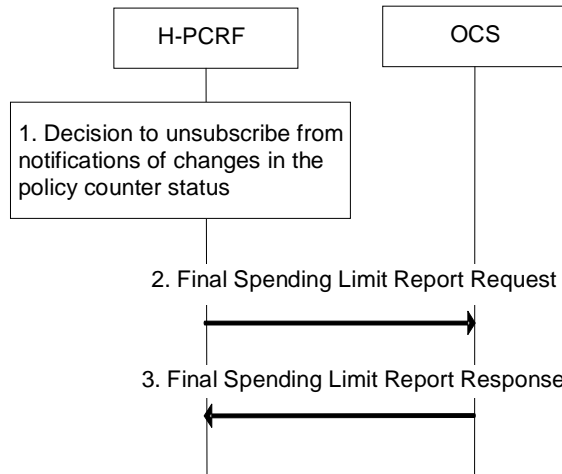 H-PCRF
OCS
1. Decision to unsubscribe from
notifications of changes in the
policy counter status
2. Final Spending Limit Report Request
3. Final Spending Limit Report Response